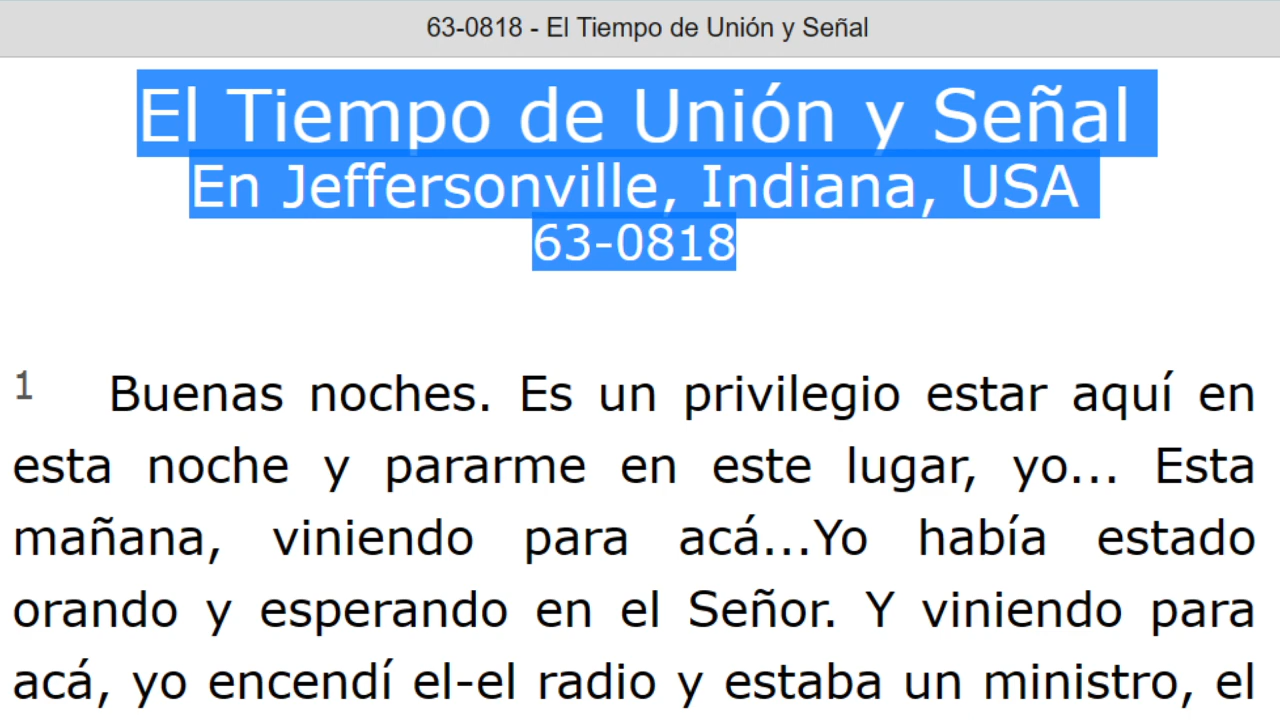 63-0818 - El Tiempo de Unión y Señal
El Tiempo de Unión y Señal
En Jeffersonville, Indiana, USA
63-0818
1 Buenas noches. Es un privilegio estar aquí en
esta noche y pararme en este lugar, yo... Esta
mañana, viniendo para acá...Yo había estado
orando y esperando en el Señor. Y viniendo para
acá, yo encendí el-el radio y estaba un ministro, el